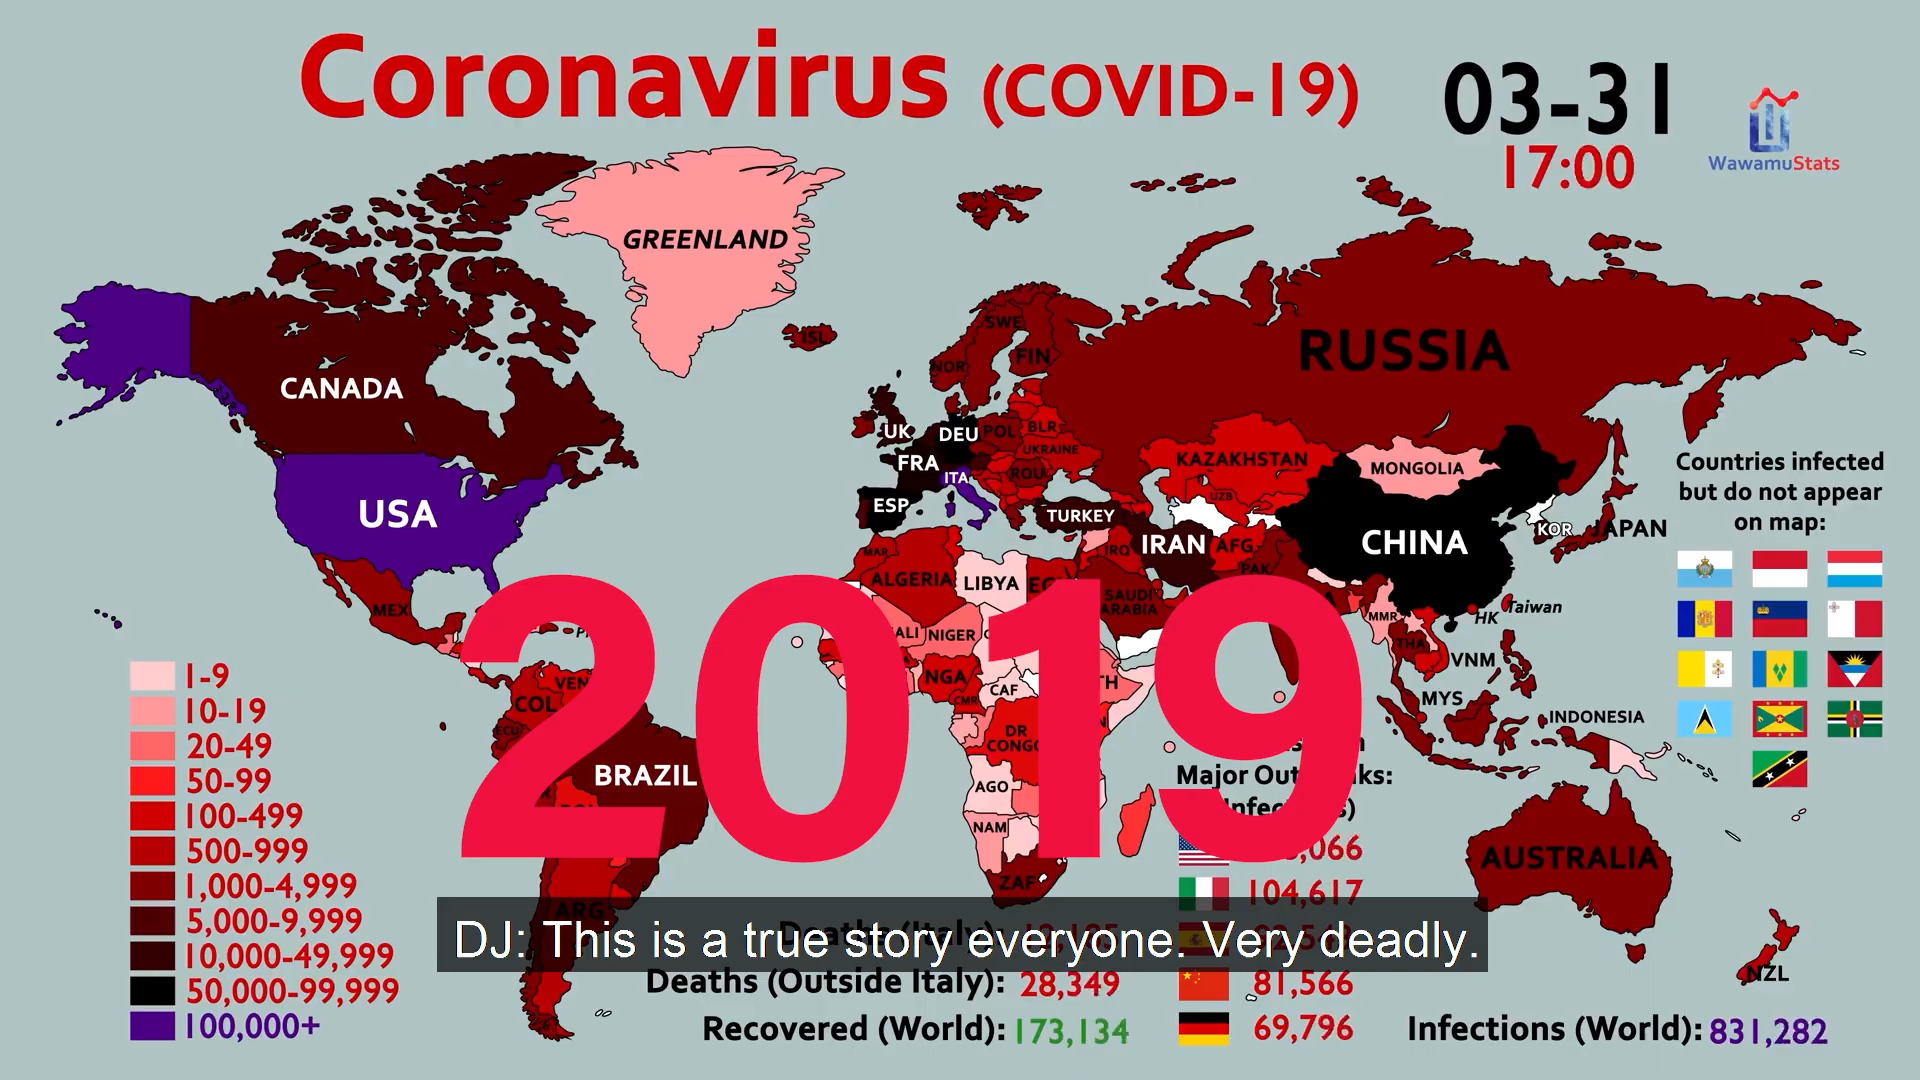 Coronavirus (COVID-19)
03-31
17:00
WawamuStats
GREENLAND
ISL
SWE
FIN
NOR
RUSSIA
CANADA
UK
DEU
POL
BLR
UKRAINE
FRA
ITA
ROU
KAZAKHSTAN
MONGOLIA
UZB
USA
ESP
TURKEY
IRAN
AFG
CHINA
KOR
JAPAN
Countries infected
but do not appear
on map:
MAR
IRQ
PAK
ALGERIA
LIBYA
SAUDI
ARABIA
MEX
MMR
HK
Taiwan
NIGER
THA
VNM
2019
VEN
COL
NGA
CAF
CMR
MYS
ECU
INDONESIA
DR
CONGO
BRAZIL
AGO
NAM
ZAF
ARG
AUSTRALIA
NZL
1-9
10-19
20-49
50-99
100-499
500-999
1,000-4,999
5,000-9,999
10,000-49,999
50,000-99,999
100,000+
104,617
DJ: This is a true story everyone. Very deadly.
Deaths (Outside Italy): 28,349
81,566
Recovered (World): 173,134
69,796
Infections (World): 831,282